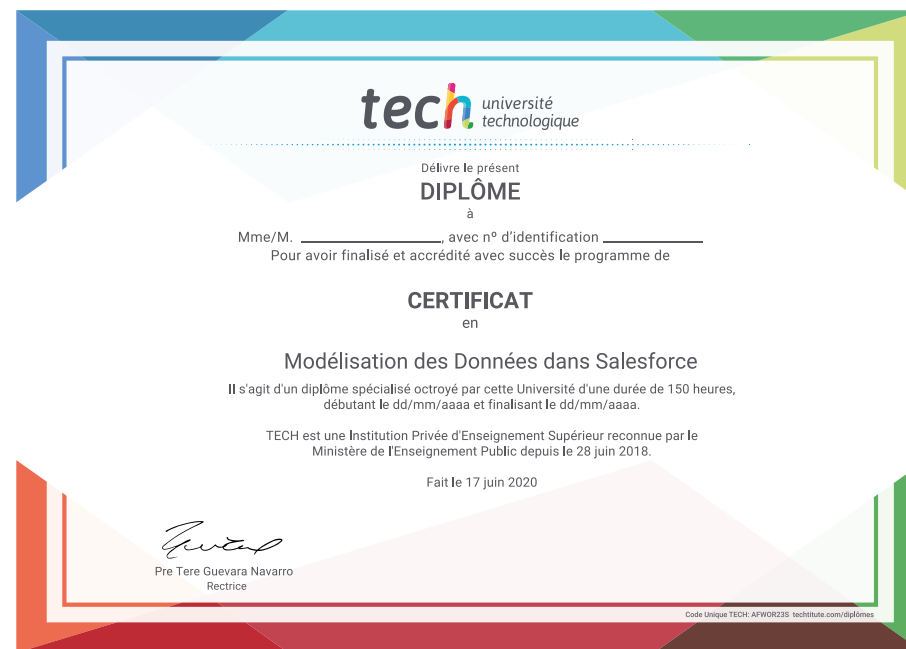 tech université
technologique
Délivre le présent
DIPLÔME
à
Mme/M. ____________________, avec nº d'identification ______________
Pour avoir finalisé et accrédité avec succès le programme de
CERTIFICAT
en
Modélisation des Données dans Salesforce
Il s'agit d'un diplôme spécialisé octroyé par cette Université d'une durée de 150 heures,
débutant le dd/mm/aaaa et finalisant le dd/mm/aaaa.
TECH est une Institution Privée d'Enseignement Supérieur reconnue par le
Ministère de l'Enseignement Public depuis le 28 juin 2018.
Fait le 17 juin 2020
Pre Tere Guevara Navarro
Rectrice
Code Unique TECH: AFWOR23S techtitute.com/diplômes